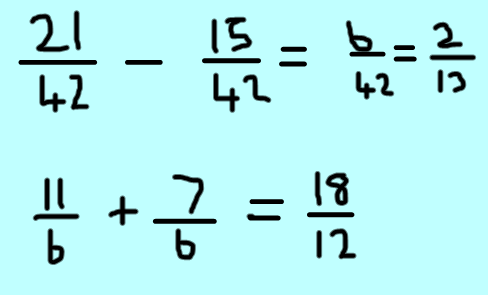 21/42 - 15/42 = 6/42 = 2/13
11/6 + 7/6 = 18/12